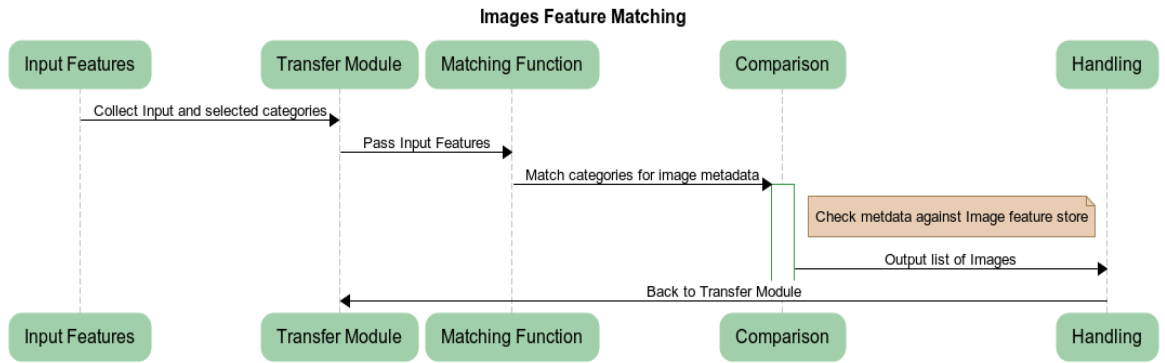 Images Feature Matching
Input Features
Transfer Module
Matching Function
Comparison
Handling
Collect Input and selected categories
Pass Input Features
Match categories for image metadata
Check metdata against Image feature store
Output list of Images
Back to Transfer Module
Input Features
Transfer Module
Matching Function
Comparison
Handling